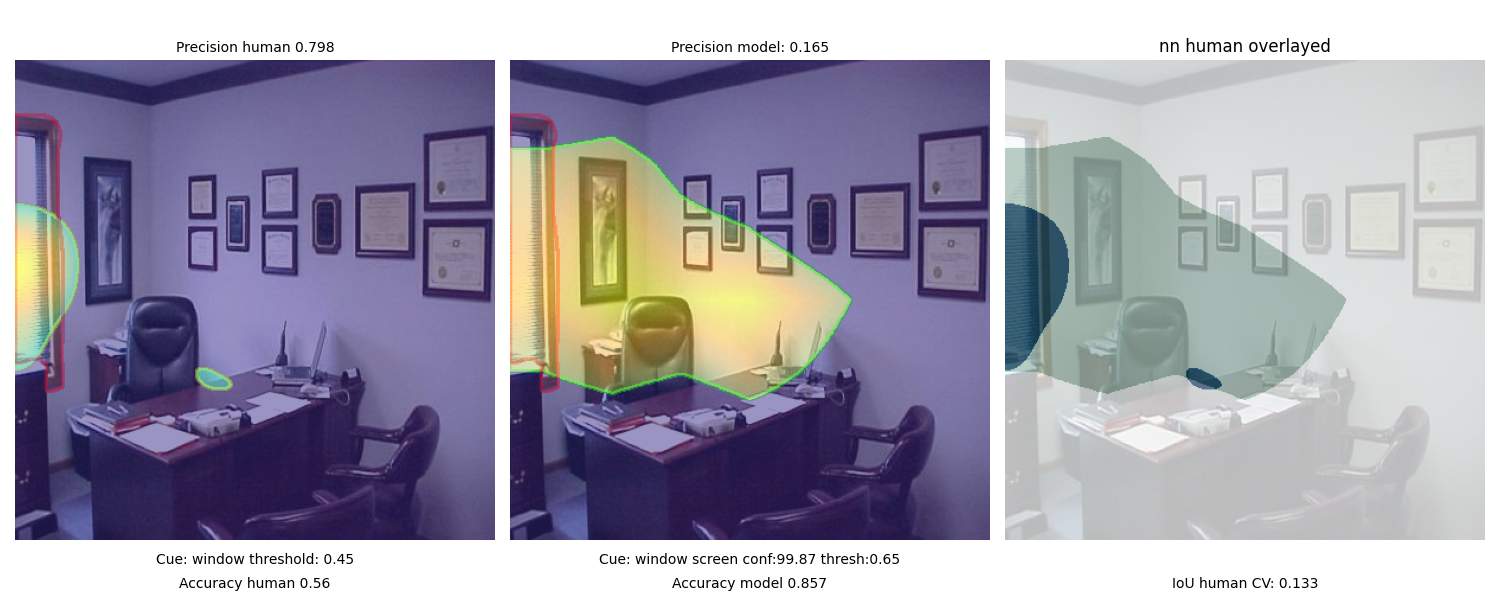 Precision human 0.798
Precision model: 0.165
nn human overlayed
Cue: window threshold: 0.45
Accuracy human 0.56
Cue: window screen conf:99.87 thresh:0.65
Accuracy model 0.857
IoU human CV: 0.133